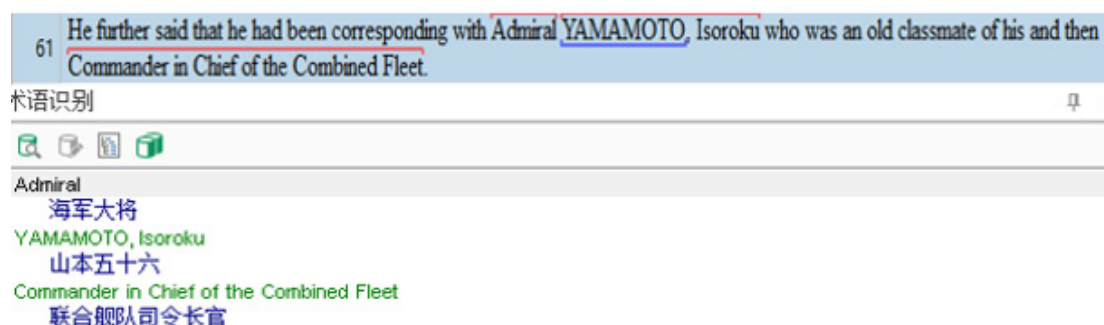 61 He further said that he had been corresponding with Admiral YAMAMOTO, Isoroku who was an old classmate of his and then
Commander in Chief of the Combined Fleet.
术语识别
Admiral
海军大将
YAMAMOTO, Isoroku
山本五十六
Commander in Chief of the Combined Fleet
联合舰队司令长官